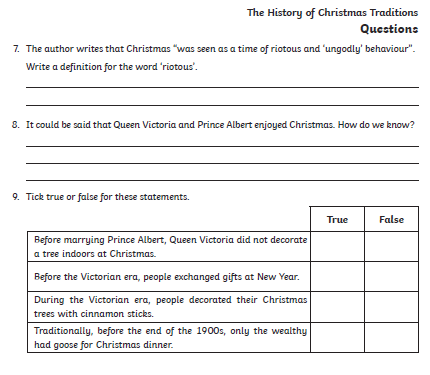 The History of Christmas Traditions
Questions
7. The author writes that Christmas "was seen as a time of riotous and 'ungodly' behaviour".
Write a definition for the word 'riotous'.
8. It could be said that Queen Victoria and Prince Albert enjoyed Christmas. How do we know?
9. Tick true or false for these statements.
True False
Before marrying Prince Albert, Queen Victoria did not decorate
a tree indoors at Christmas.
Before the Victorian era, people exchanged gifts at New Year.
During the Victorian era, people decorated their Christmas
trees with cinnamon sticks.
Traditionally, before the end of the 1900s, only the wealthy
had goose for Christmas dinner.